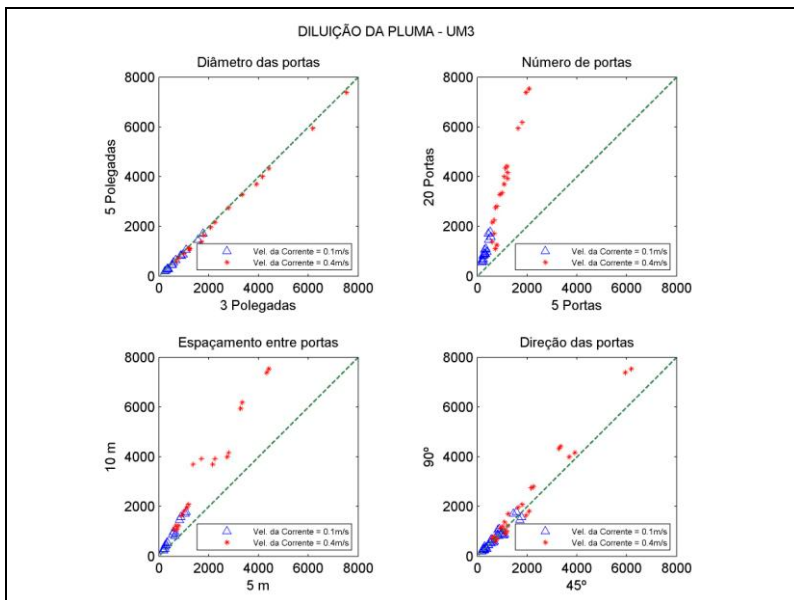 DILUIÇÃO DA PLUMA - UM3
Diâmetro das portas
8000
6000
4000
2000
0
0 2000 4000 6000 8000
5 Polegadas
3 Polegadas
Vel. da Corrente = 0.1m/s
Vel. da Corrente = 0.4m/s
Número de portas
8000
6000
4000
2000
0
0 2000 4000 6000 8000
20 Portas
5 Portas
Vel. da Corrente = 0.1m/s
Vel. da Corrente = 0.4m/s
Espaçamento entre portas
8000
6000
4000
2000
0
0 2000 4000 6000 8000
10 m
5 m
Vel. da Corrente = 0.1m/s
Vel. da Corrente = 0.4m/s
Direção das portas
8000
6000
4000
2000
0
0 2000 4000 6000 8000
90º
45º
Vel. da Corrente = 0.1m/s
Vel. da Corrente = 0.4m/s